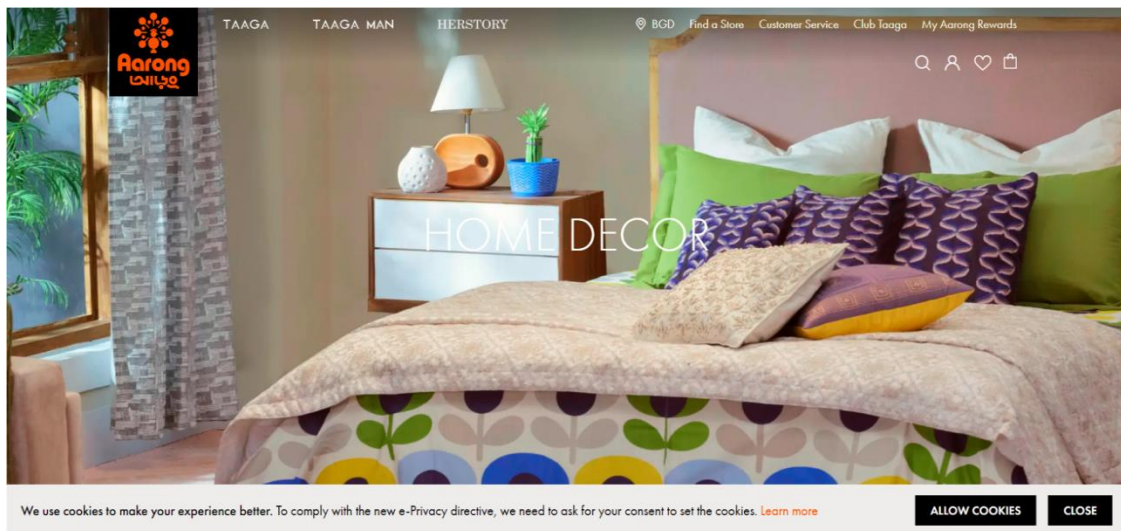 TAAGA
TAAGA MAN
HERSTORY
BGD
Find a Store
Customer Service
Club Taaga
My Aarong Rewards
Aarong
আড়ং
HOME DECOR
We use cookies to make your experience better. To comply with the new e-Privacy directive, we need to ask for your consent to set the cookies. Learn more
ALLOW COOKIES
CLOSE